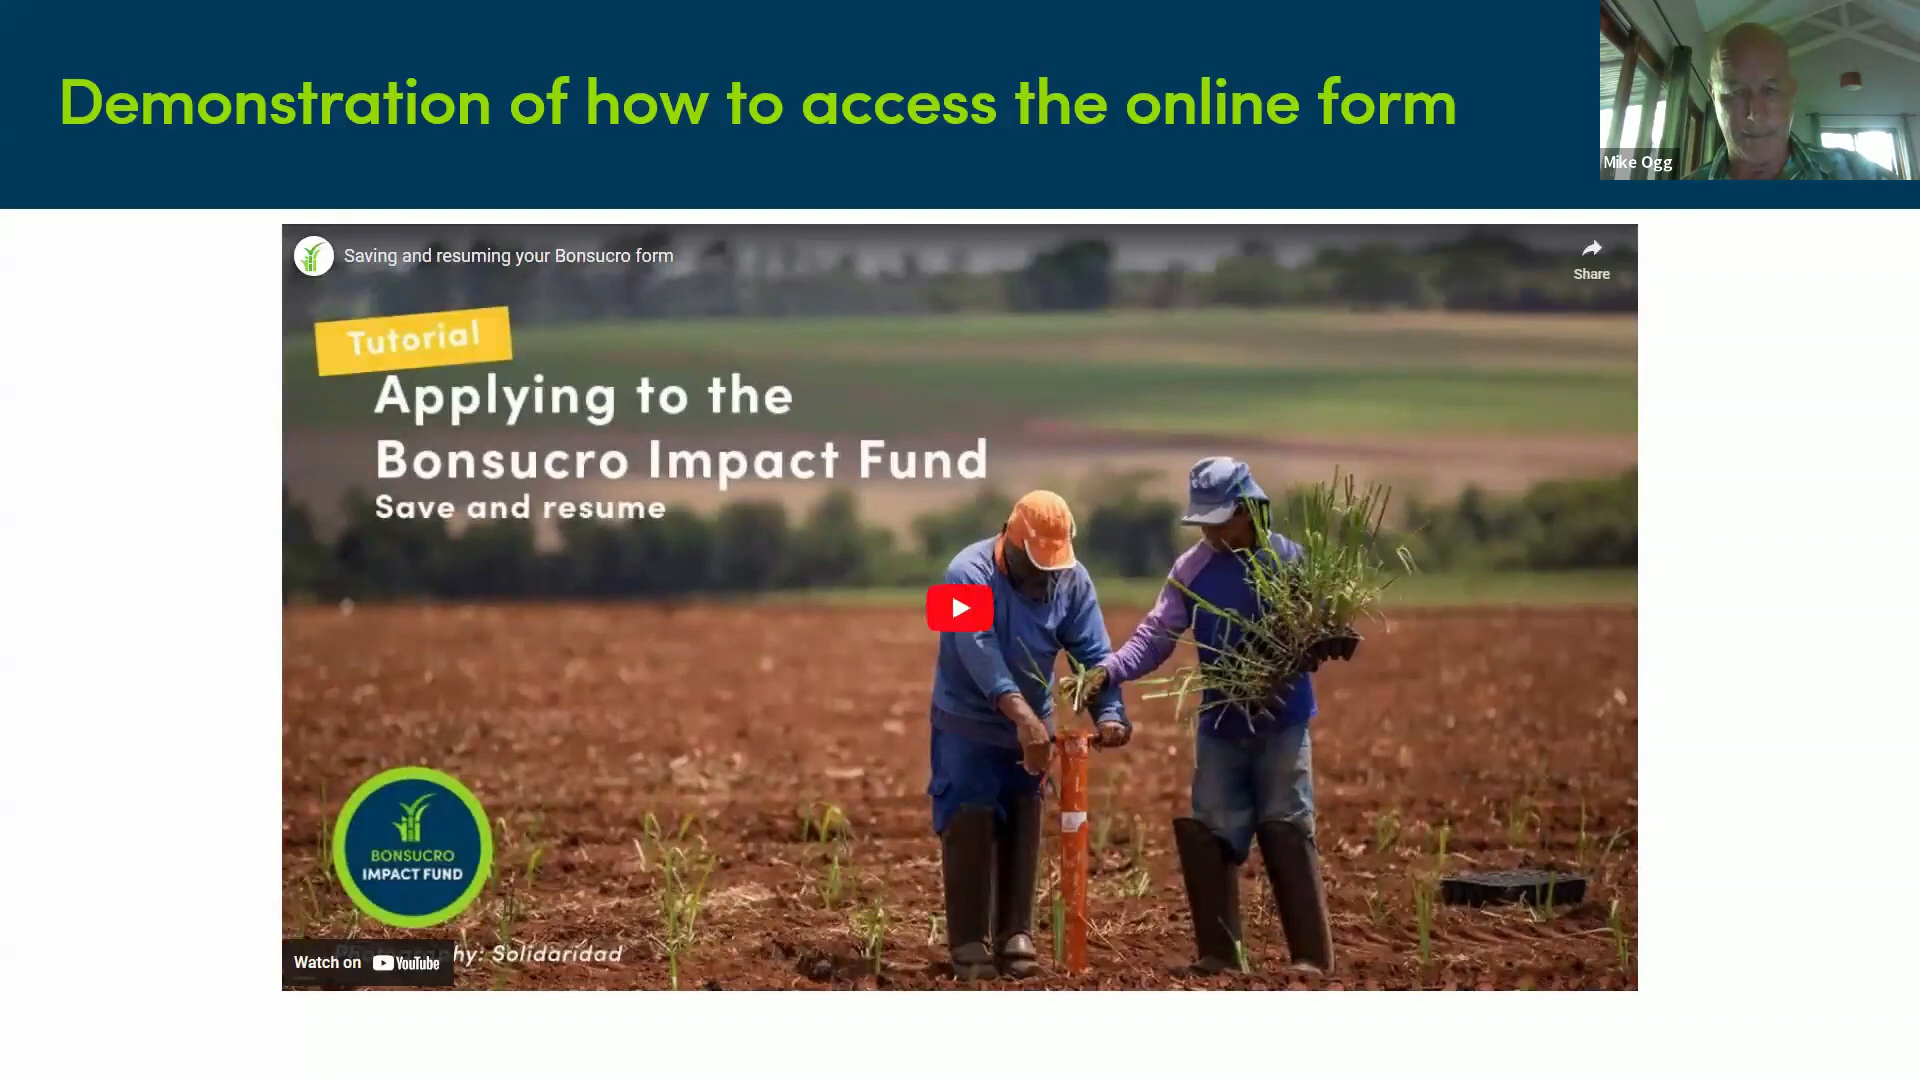 Demonstration of how to access the online form
Mike Ogg
Saving and resuming your Bonsucro form
Share
Tutorial
Applying to the
Bonsucro Impact Fund
Save and resume
BONSUCRO
IMPACT FUND
Watch on YouTube
hy: Solidaridad